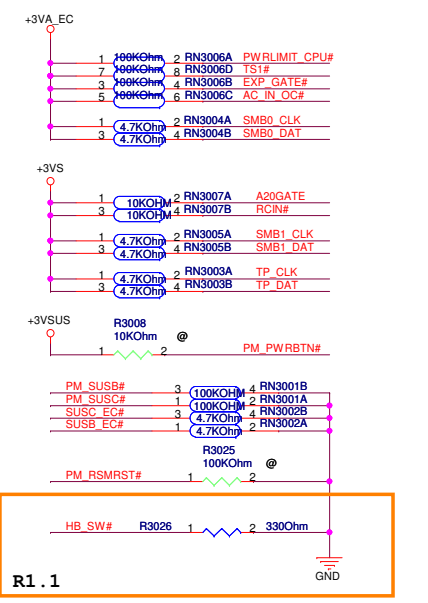 +3VA_EC
1 100KOhm 2 RN3006A PWRLIMIT_CPU#
7 100KOhm 8 RN3006D TS1#
3 100KOhm 4 RN3006B EXP_GATE#
5 100KOhm 6 RN3006C AC_IN_OC#
1 4.7KOhm 2 RN3004A SMB0_CLK
3 4.7KOhm 4 RN3004B SMB0_DAT
+3VS
1 10KOHM 2 RN3007A A20GATE
3 10KOHM 4 RN3007B RCIN#
1 4.7KOhm 2 RN3005A SMB1_CLK
3 4.7KOhm 4 RN3005B SMB1_DAT
1 4.7KOhm 2 RN3003A TP_CLK
3 4.7KOhm 4 RN3003B TP_DAT
+3VSUS
R3008
10KOhm @
1 2 PM_PWRBTN#
PM_SUSB# 3 100KOHM 4 RN3001B
PM_SUSC# 1 100KOHM 2 RN3001A
SUSC_EC# 3 4.7KOhm 4 RN3002B
SUSB_EC# 1 4.7KOhm 2 RN3002A
R3025
100KOhm @
PM_RSMRST# 1 2
HB_SW# R3026 1 2 330Ohm
GND
R1.1